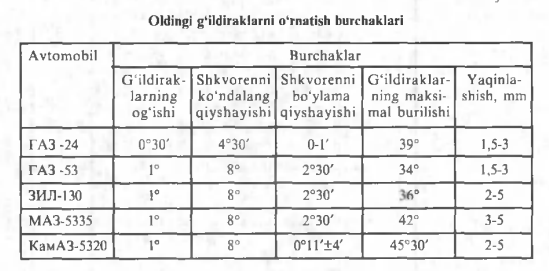 Oldingi g‘ildiraklarni o‘rnatish burchaklari
Avtomobil
Burchaklar
G‘ildirak-
larning
og‘ishi
Shkvorenni
ko‘ndalang
qiyshayishi
Shkvorenni
bo‘ylama
qiyshayishi
G‘ildiraklar-
ning maksi-
mal burilishi
Yaqinla-
shish, mm
ГАЗ -24 0°30′ 4°30′ 0-1′ 39° 1,5-3
ГАЗ -53 1° 8° 2°30′ 34° 1,5-3
ЗИЛ-130 1° 8° 2°30′ 36° 2-5
МАЗ-5335 1° 8° 2°30′ 42° 3-5
КамАЗ-5320 1° 8° 0°11′±4′ 45°30′ 2-5